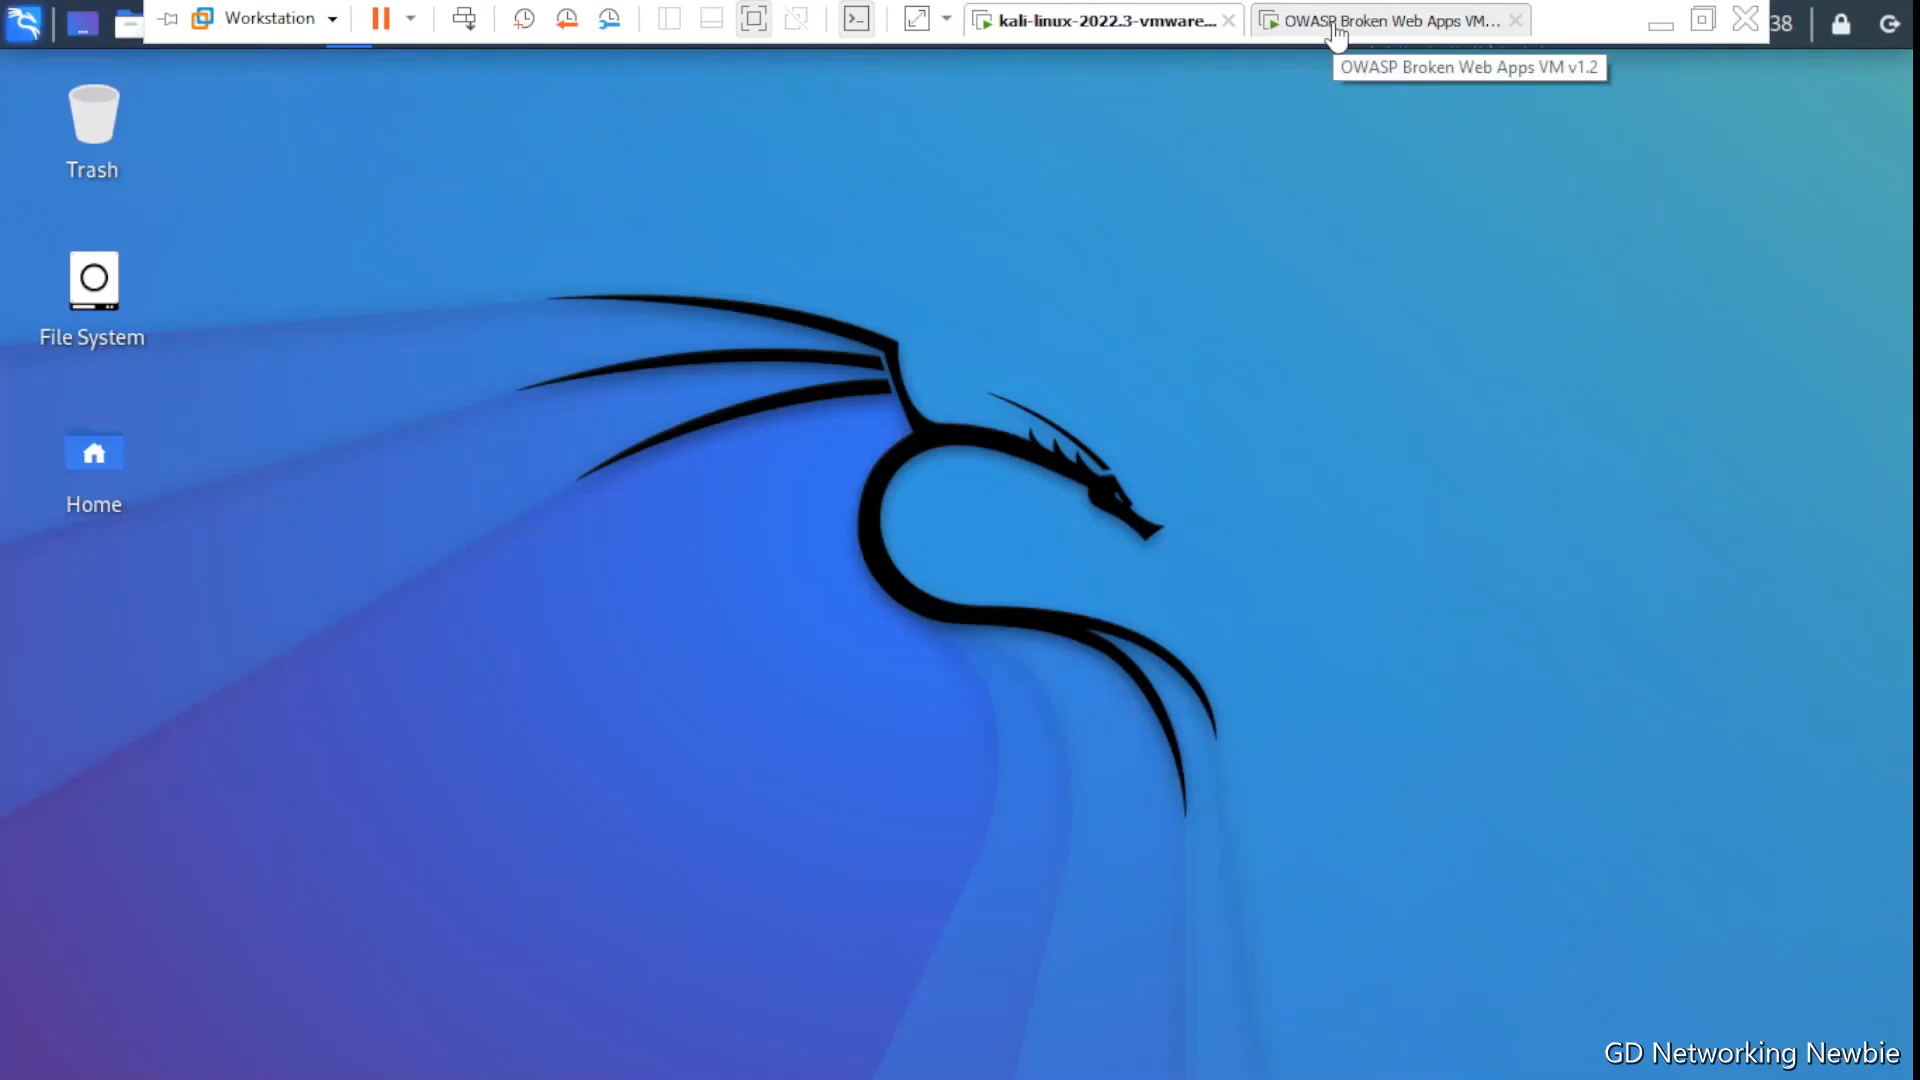 Workstation
kali-linux-2022.3-vmware...
OWASP Broken Web Apps VM...
38
OWASP Broken Web Apps VM v1.2
Trash
File System
Home
GD Networking Newbie